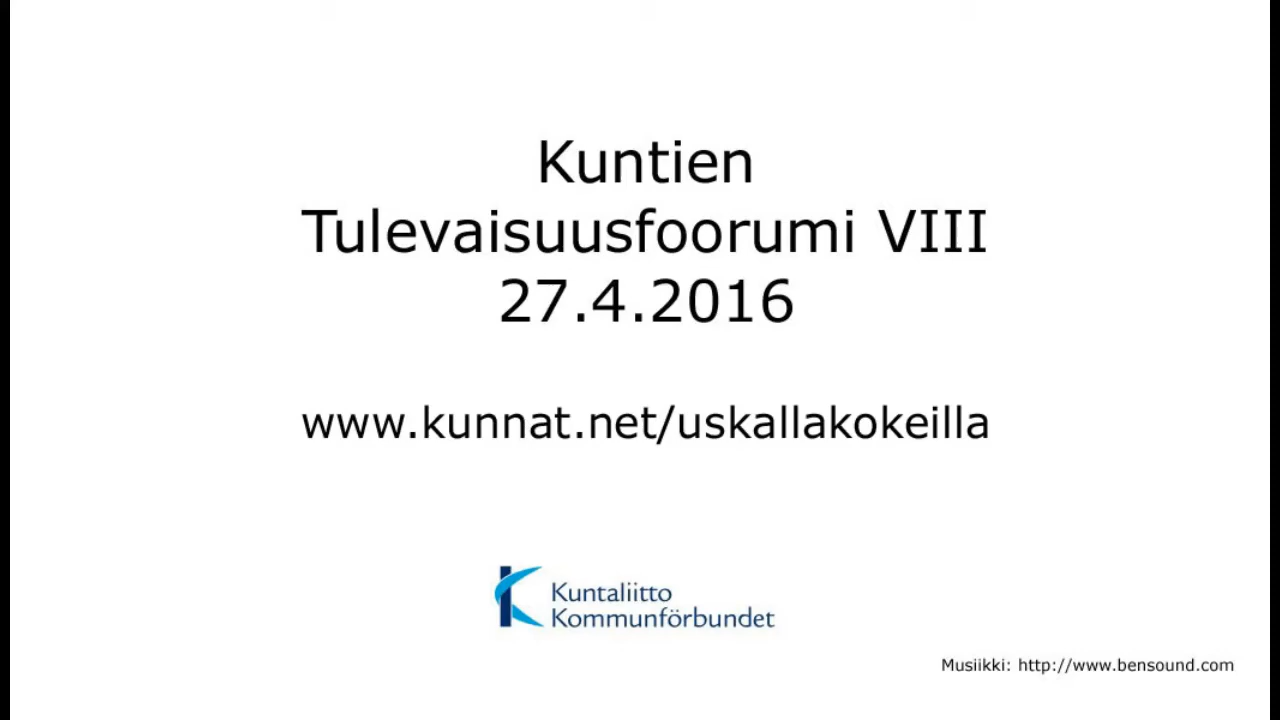 Kuntien
Tulevaisuusfoorumi VIII
27.4.2016
www.kunnat.net/uskallakokeilla
Kuntaliitto
Kommunförbundet
Musiikki: http://www.bensound.com